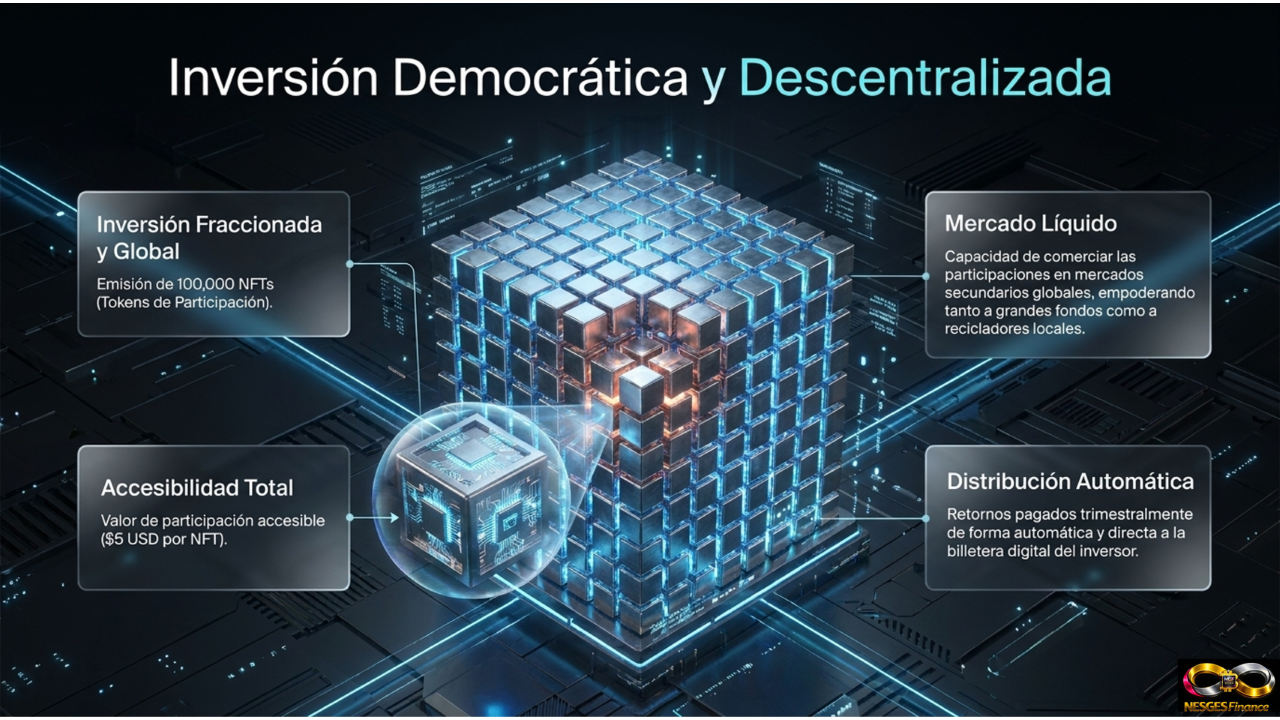 Inversión Democrática y Descentralizada
Inversión Fraccionada
y Global
Emisión de 100,000 NFTs
(Tokens de Participación).
Accesibilidad Total
Valor de participación accesible
($5 USD por NFT).
Mercado Líquido
Capacidad de comerciar las
participaciones en mercados
secundarios globales, empoderando
tanto a grandes fondos como a
recicladores locales.
Distribución Automática
Retornos pagados trimestralmente
de forma automática y directa a la
billetera digital del inversor.
NESGES Finance